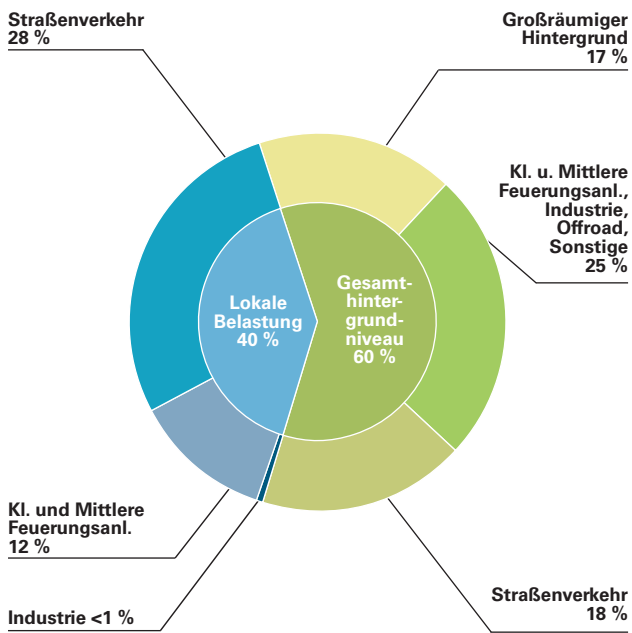 Straßenverkehr
28 %
Großräumiger
Hintergrund
17 %
Kl. u. Mittlere
Feuerungsanl.,
Industrie,
Offroad,
Sonstige
25 %
Lokale
Belastung
40 %
Gesamt-
hinter-
grund-
niveau
60 %
Kl. und Mittlere
Feuerungsanl.
12 %
Industrie <1 %
Straßenverkehr
18 %